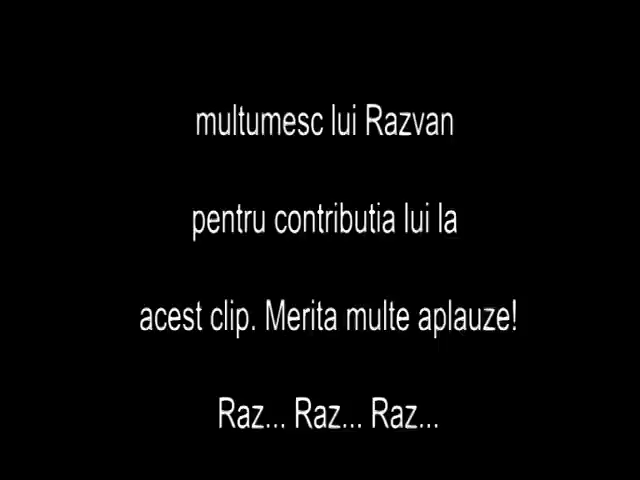 multumesc lui Razvan
pentru contributia lui la
acest clip. Merita multe aplauze!
Raz... Raz... Raz...